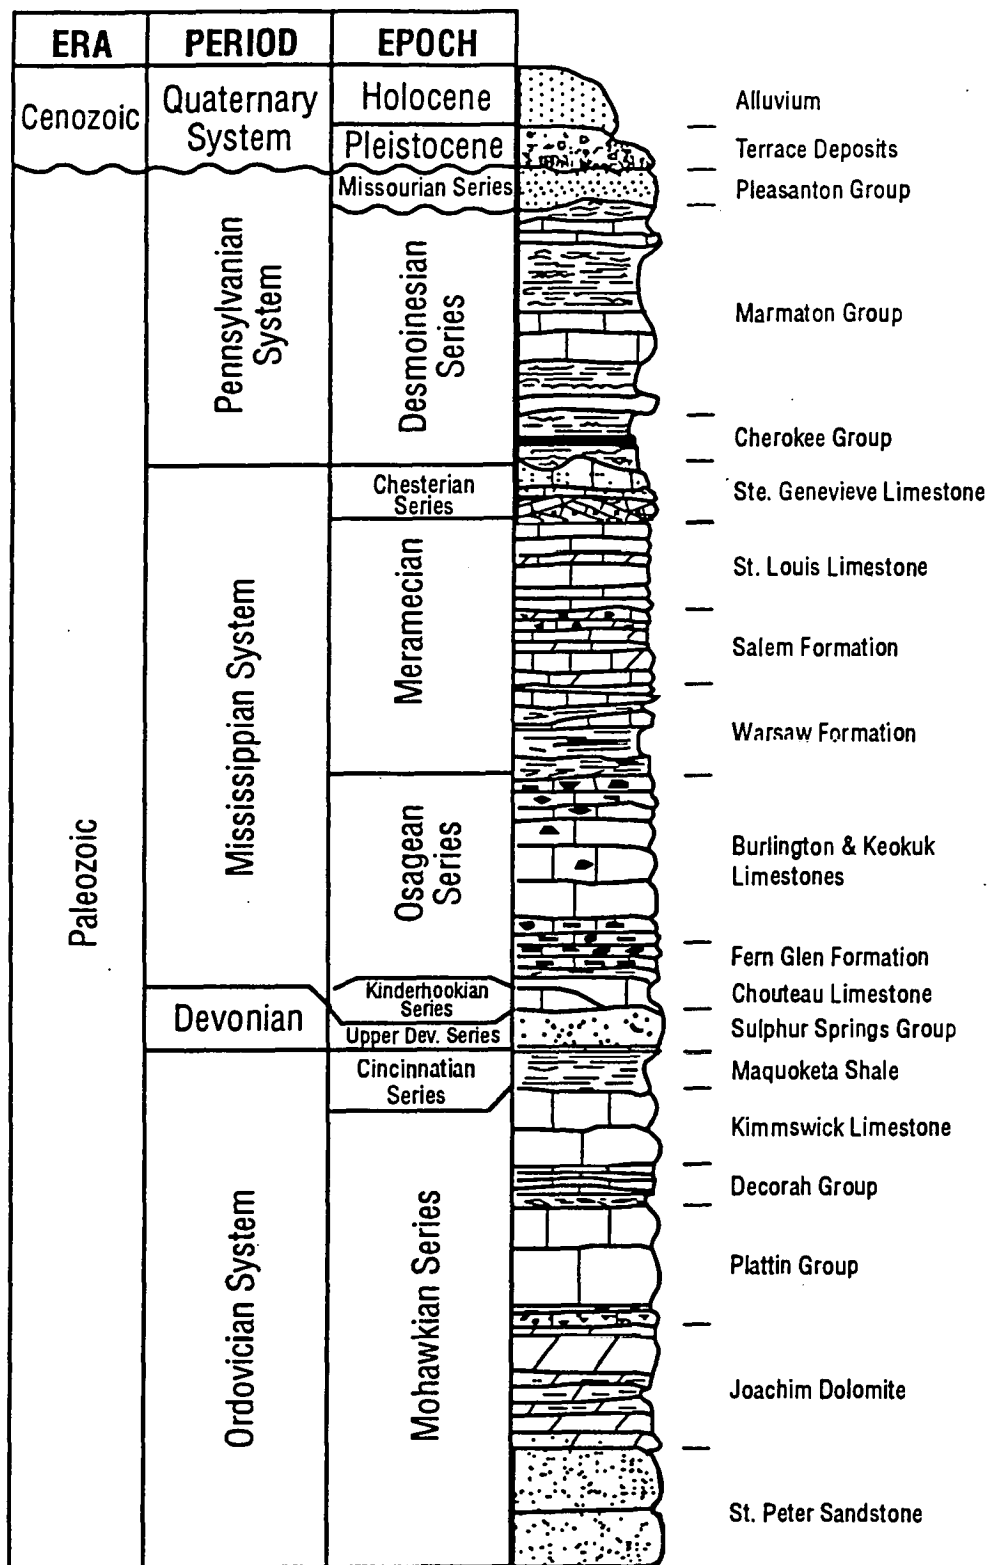 ERA
PERIOD
EPOCH
Cenozoic
Quaternary
System
Holocene
Pleistocene
Alluvium
Terrace Deposits
Paleozoic
Pennsylvanian
System
Missourian Series
Pleasanton Group
Desmoinesian
Series
Marmaton Group
Cherokee Group
Mississippian System
Chesterian
Series
Ste. Genevieve Limestone
Meramecian
St. Louis Limestone
Salem Formation
Warsaw Formation
Osagean
Series
Burlington & Keokuk
Limestones
Fern Glen Formation
Kinderhookian
Series
Chouteau Limestone
Devonian
Upper Dev. Series
Sulphur Springs Group
Ordovician System
Cincinnatian
Series
Maquoketa Shale
Mohawkian Series
Kimmswick Limestone
Decorah Group
Plattin Group
Joachim Dolomite
St. Peter Sandstone